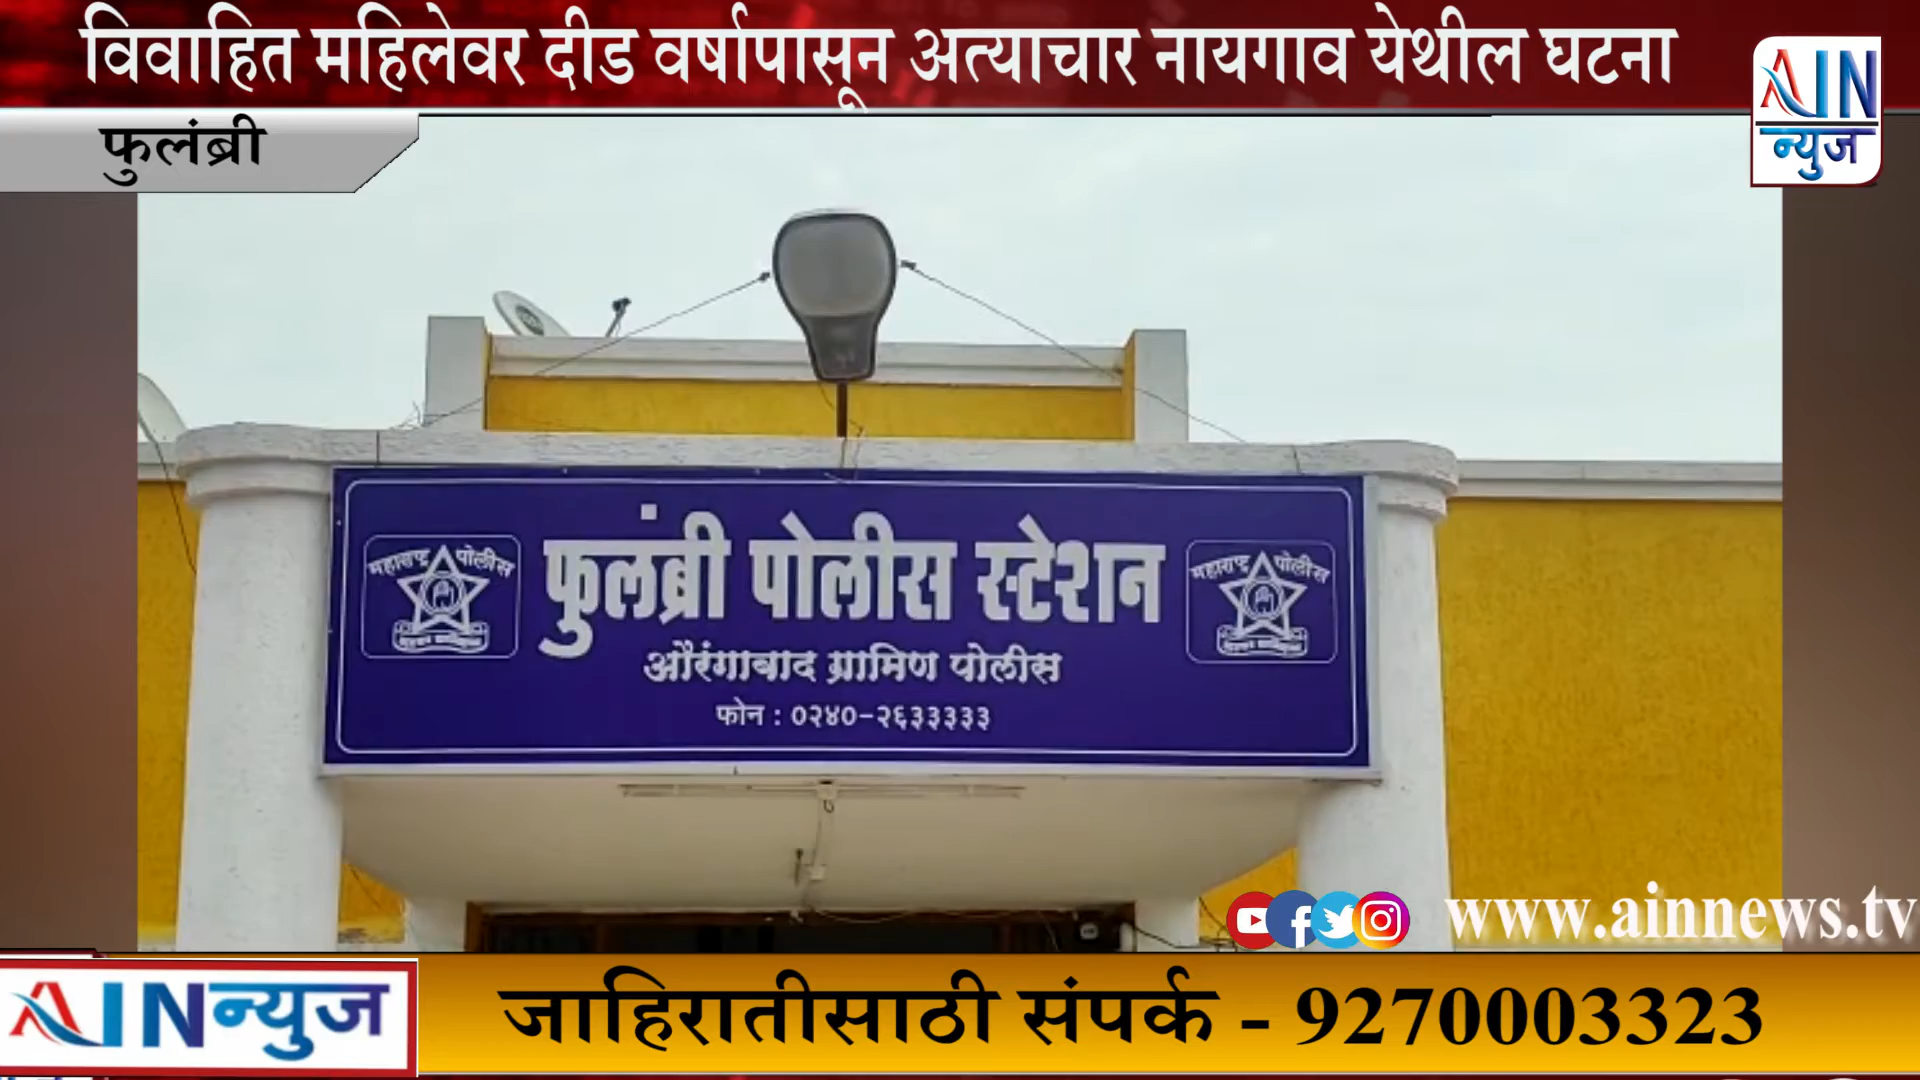 विवाहित महिलेवर दीड वर्षापासून अत्याचार नायगाव येथील घटना
AIN
न्युज
फुलंब्री
महाराष्ट्र पोलीस
फुलंब्री पोलीस स्टेशन
महाराष्ट्र पोलीस
औरंगाबाद ग्रामिण पोलीस
फोन : ०२४०-२६३३३३३
www.ainnews.tv
AIN न्युज
जाहिरातीसाठी संपर्क - 9270003323